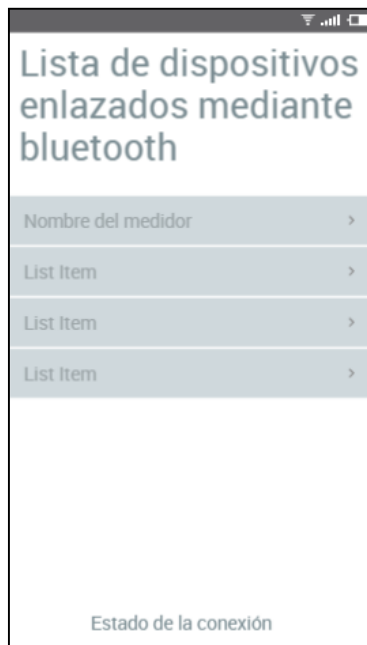 Lista de dispositivos
enlazados mediante
bluetooth
Nombre del medidor
List Item
List Item
List Item
Estado de la conexión